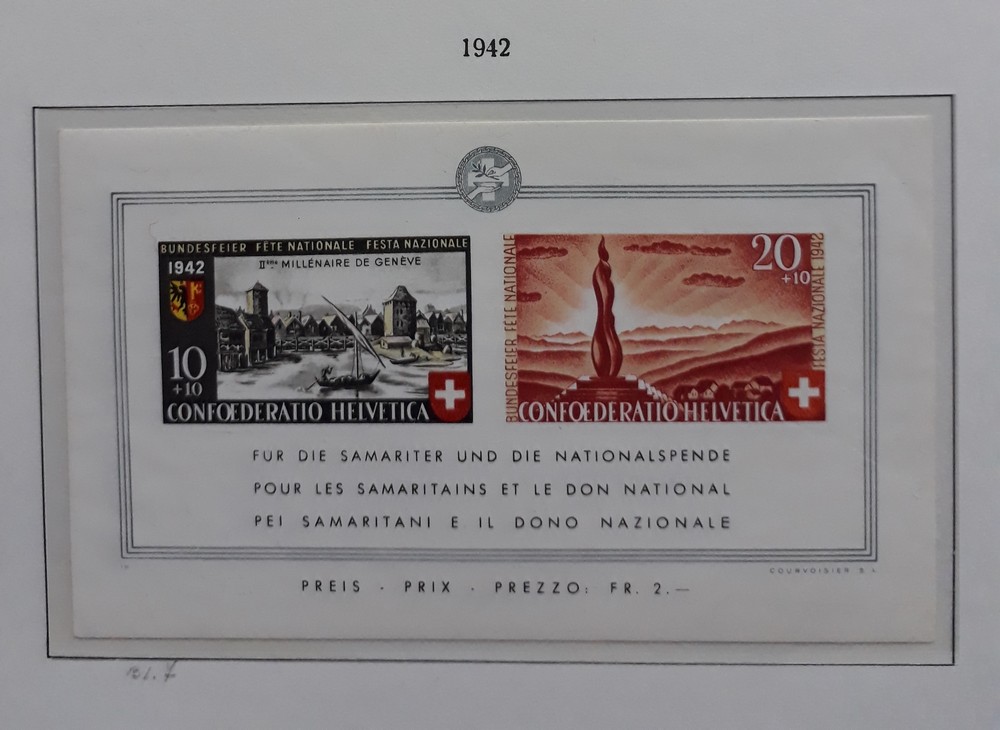 1942
BUNDESFEIER FÊTE NATIONALE FESTA NAZIONALE
1942
IIème MILLÉNAIRE DE GENÈVE
10
+10
CONFOEDERATIO HELVETICA
BUNDESFEIER FÊTE NATIONALE
20
+10
FESTA NAZIONALE 1942
CONFOEDERATIO HELVETICA
FUR DIE SAMARITER UND DIE NATIONALSPENDE
POUR LES SAMARITAINS ET LE DON NATIONAL
PEI SAMARITANI E IL DONO NAZIONALE
COURVOISIER S.A.
PREIS - PRIX - PREZZO: FR. 2.—